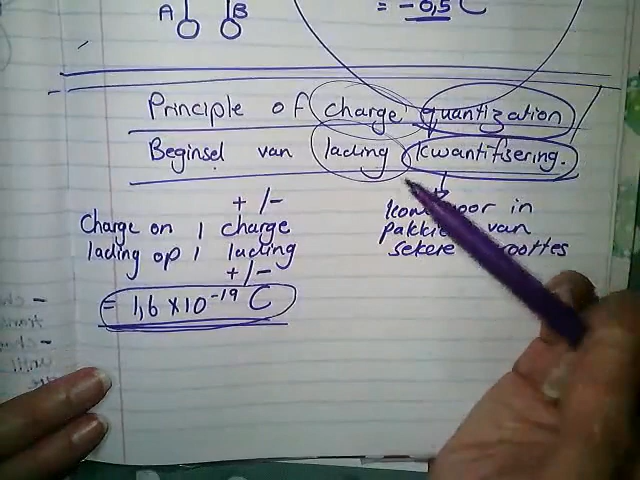 A B
= -0,5 C
Principle of charge quantization
Beginsel van lading kwantifisering.
+/-
Charge on 1 charge
lading op 1 lading
+/-
= 1,6 x 10⁻¹⁹ C
in
van
sekere